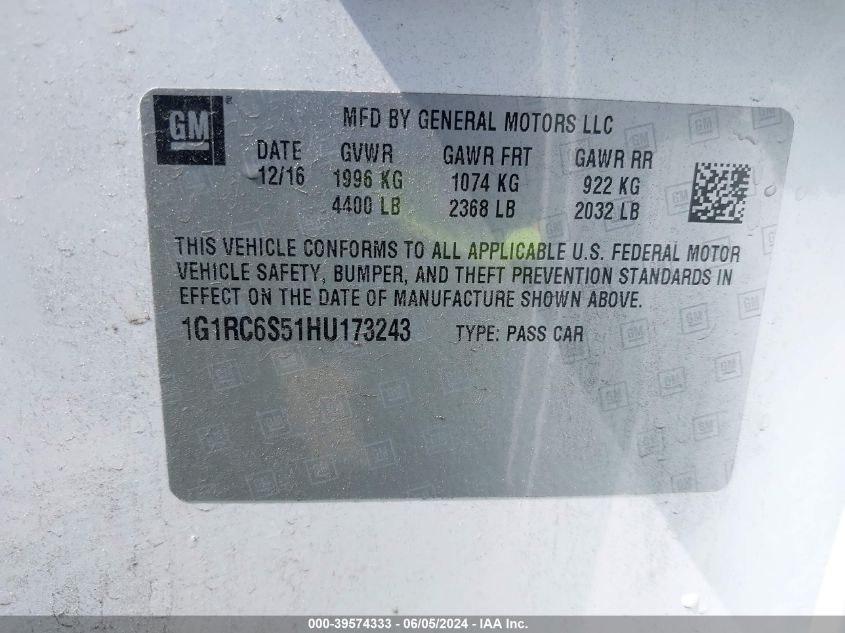 GM ®
MFD BY GENERAL MOTORS LLC
DATE GVWR GAWR FRT GAWR RR
12/16 1996 KG 1074 KG 922 KG
4400 LB 2368 LB 2032 LB
THIS VEHICLE CONFORMS TO ALL APPLICABLE U.S. FEDERAL MOTOR
VEHICLE SAFETY, BUMPER, AND THEFT PREVENTION STANDARDS IN
EFFECT ON THE DATE OF MANUFACTURE SHOWN ABOVE.
1G1RC6S51HU173243 TYPE: PASS CAR
000-39574333 - 06/05/2024 - IAA Inc.